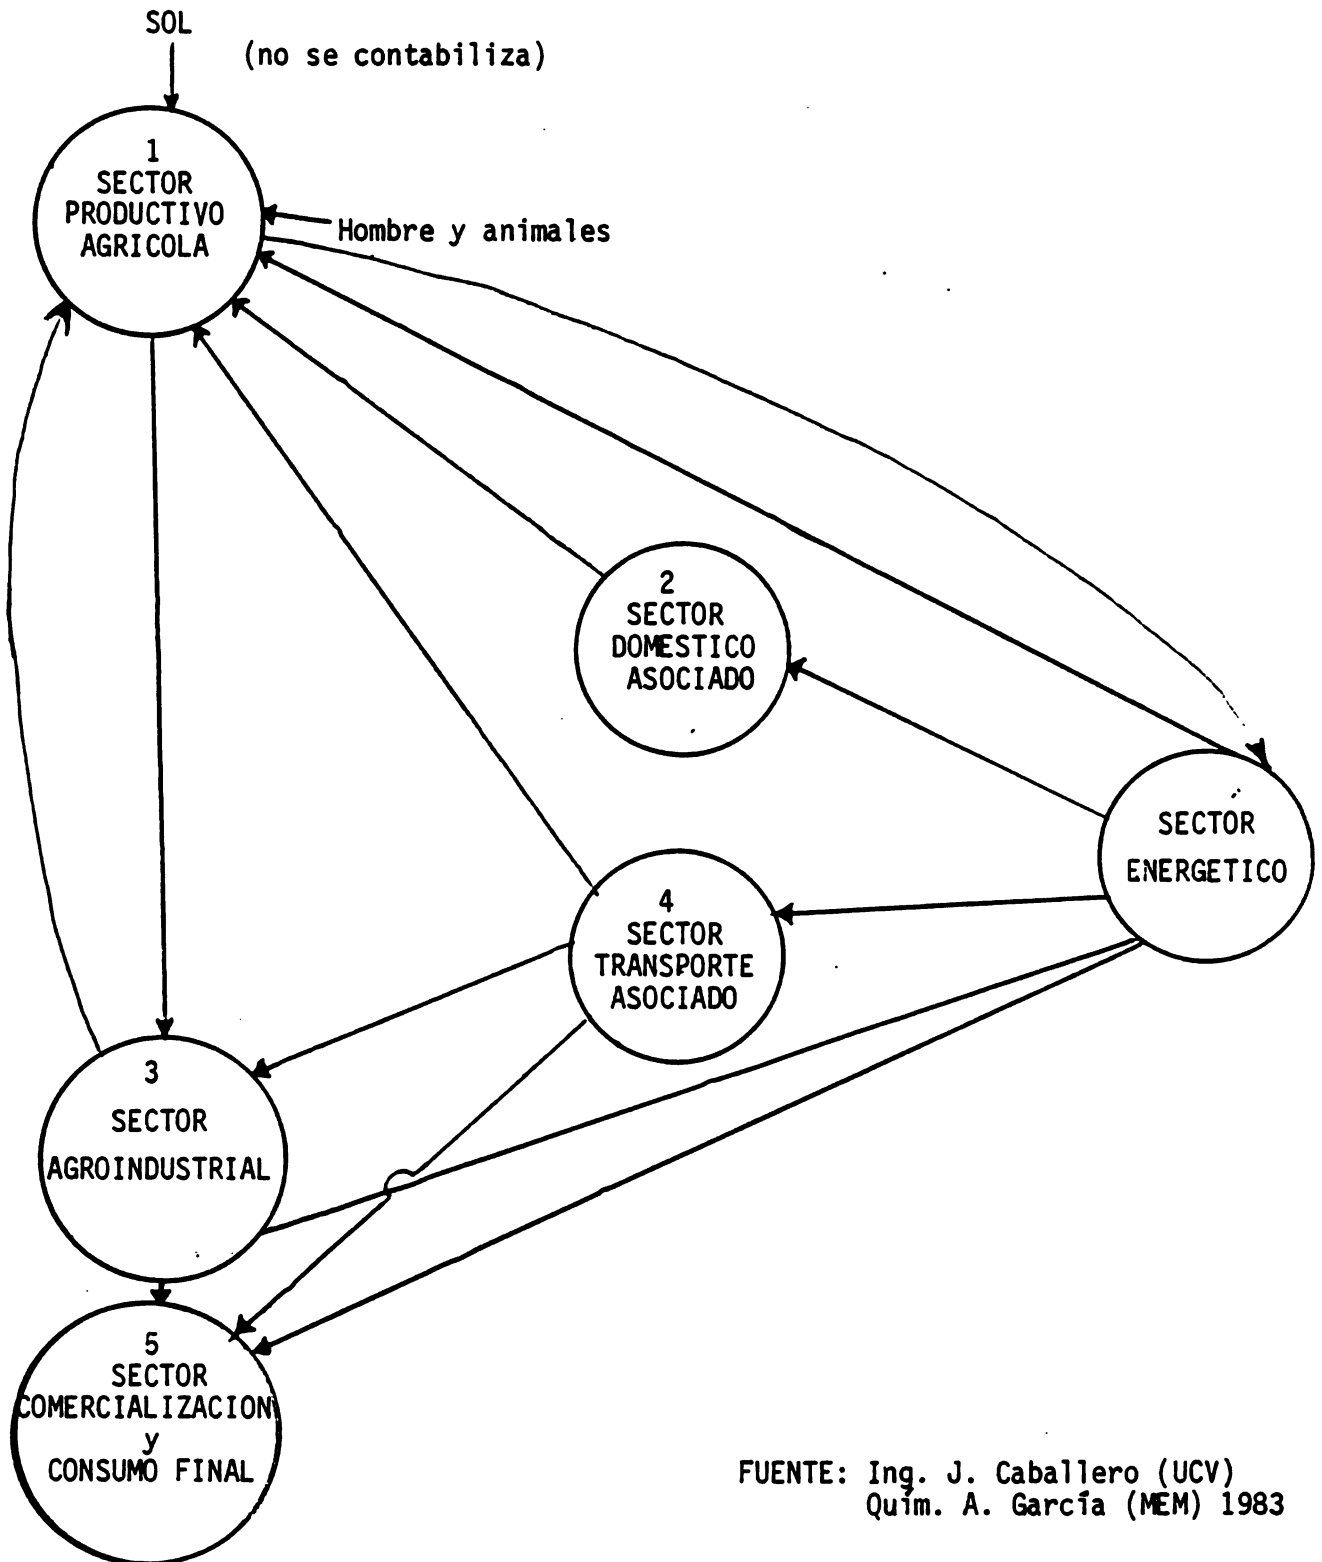 SOL
(no se contabiliza)
1
SECTOR
PRODUCTIVO
AGRICOLA
Hombre y animales
2
SECTOR
DOMESTICO
ASOCIADO
SECTOR
ENERGETICO
4
SECTOR
TRANSPORTE
ASOCIADO
3
SECTOR
AGROINDUSTRIAL
5
SECTOR
COMERCIALIZACION
y
CONSUMO FINAL
FUENTE: Ing. J. Caballero (UCV)
Quím. A. García (MEM) 1983